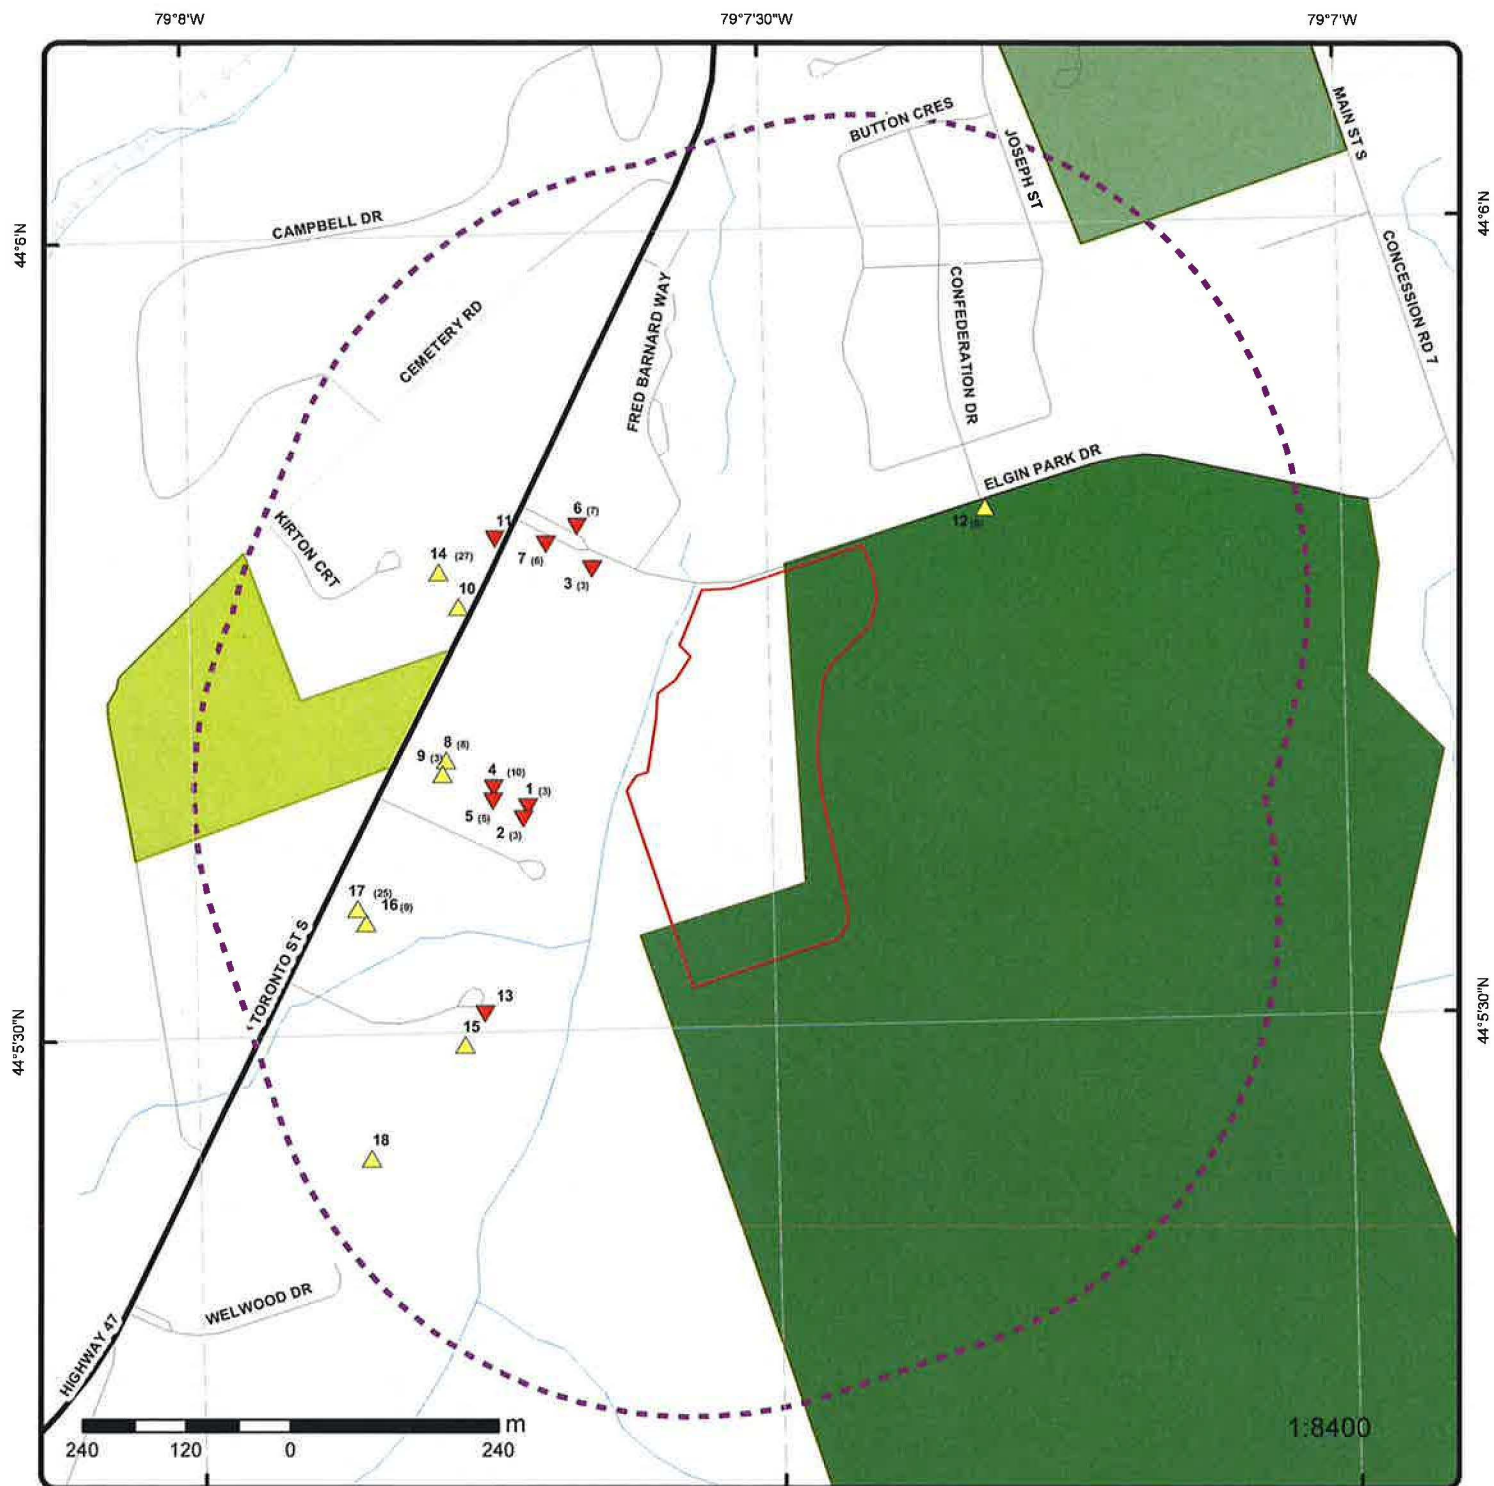 79°8'W
79°7'30"W
79°7'W
44°6'N
44°6'N
BUTTON CRES
JOSEPH ST
MAIN ST S
CAMPBELL DR
CONCESSION RD 7
CEMETERY RD
FRED BARNARD WAY
CONFEDERATION DR
ELGIN PARK DR
KIRTON CRT
6 (7)
11
12 (6)
7 (6)
14 (27)
3 (3)
10
8 (8)
9 (3)
4 (10)
1 (3)
5 (5)
2 (3)
17 (25)
16 (9)
TORONTO ST S
13
15
44°5'30"N
44°5'30"N
18
WELWOOD DR
HIGHWAY 47
m
240 120 0 240
1:8400